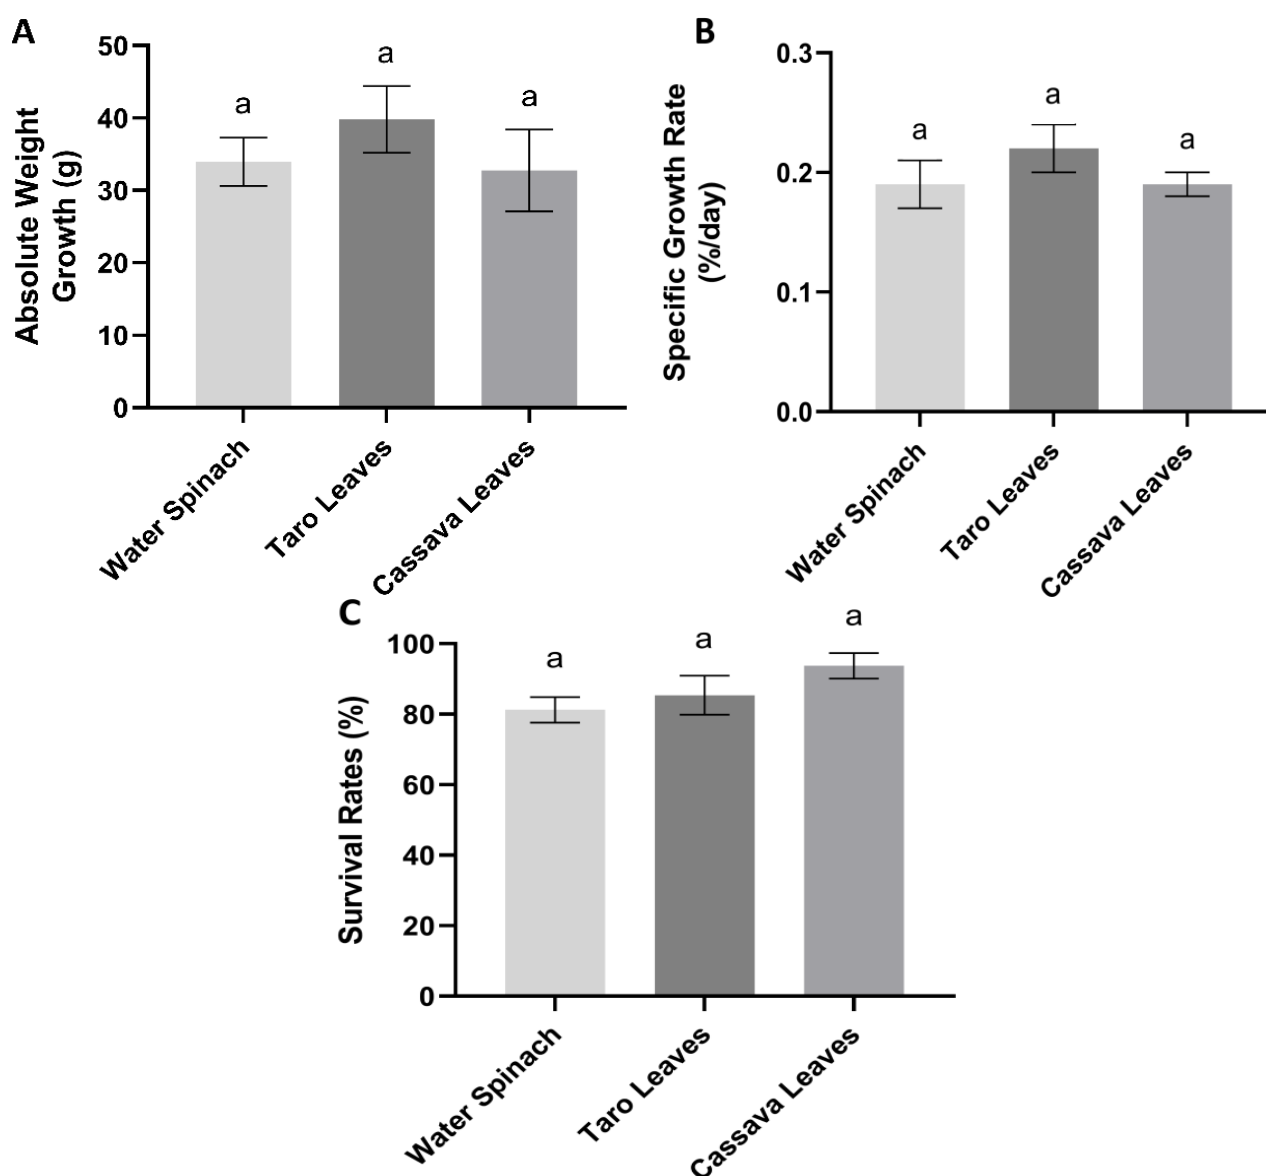 A
Absolute Weight
Growth (g)
50
40
30
20
10
0
a
a
a
Water Spinach
Taro Leaves
Cassava Leaves
B
Specific Growth Rate
(%/day)
0.3
0.2
0.1
0.0
a
a
a
Water Spinach
Taro Leaves
Cassava Leaves
C
Survival Rates (%)
100
80
60
40
20
0
a
a
a
Water Spinach
Taro Leaves
Cassava Leaves